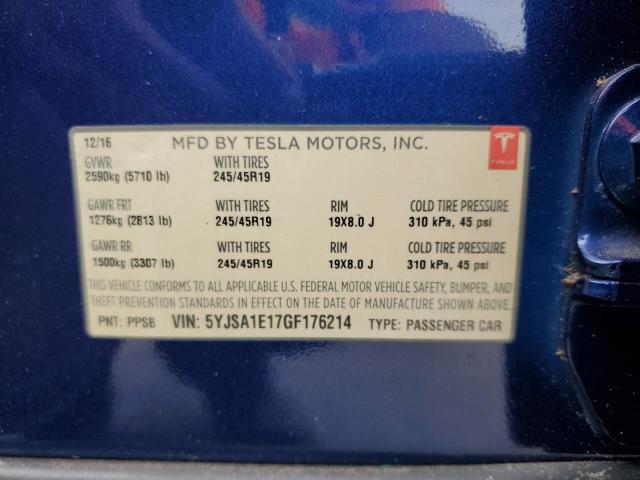 12/16 MFD BY TESLA MOTORS, INC.
GVWR WITH TIRES
2590kg (5710 lb) 245/45R19
TESLA
GAWR FRT WITH TIRES RIM COLD TIRE PRESSURE
1276kg (2813 lb) 245/45R19 19X8.0 J 310 kPa, 45 psi
GAWR RR WITH TIRES RIM COLD TIRE PRESSURE
1500kg (3307 lb) 245/45R19 19X8.0 J 310 kPa, 45 psi
THIS VEHICLE CONFORMS TO ALL APPLICABLE U.S. FEDERAL MOTOR VEHICLE SAFETY, BUMPER, AND
THEFT PREVENTION STANDARDS IN EFFECT ON THE DATE OF MANUFACTURE SHOWN ABOVE.
PNT: PPSB VIN: 5YJSA1E17GF176214 TYPE: PASSENGER CAR